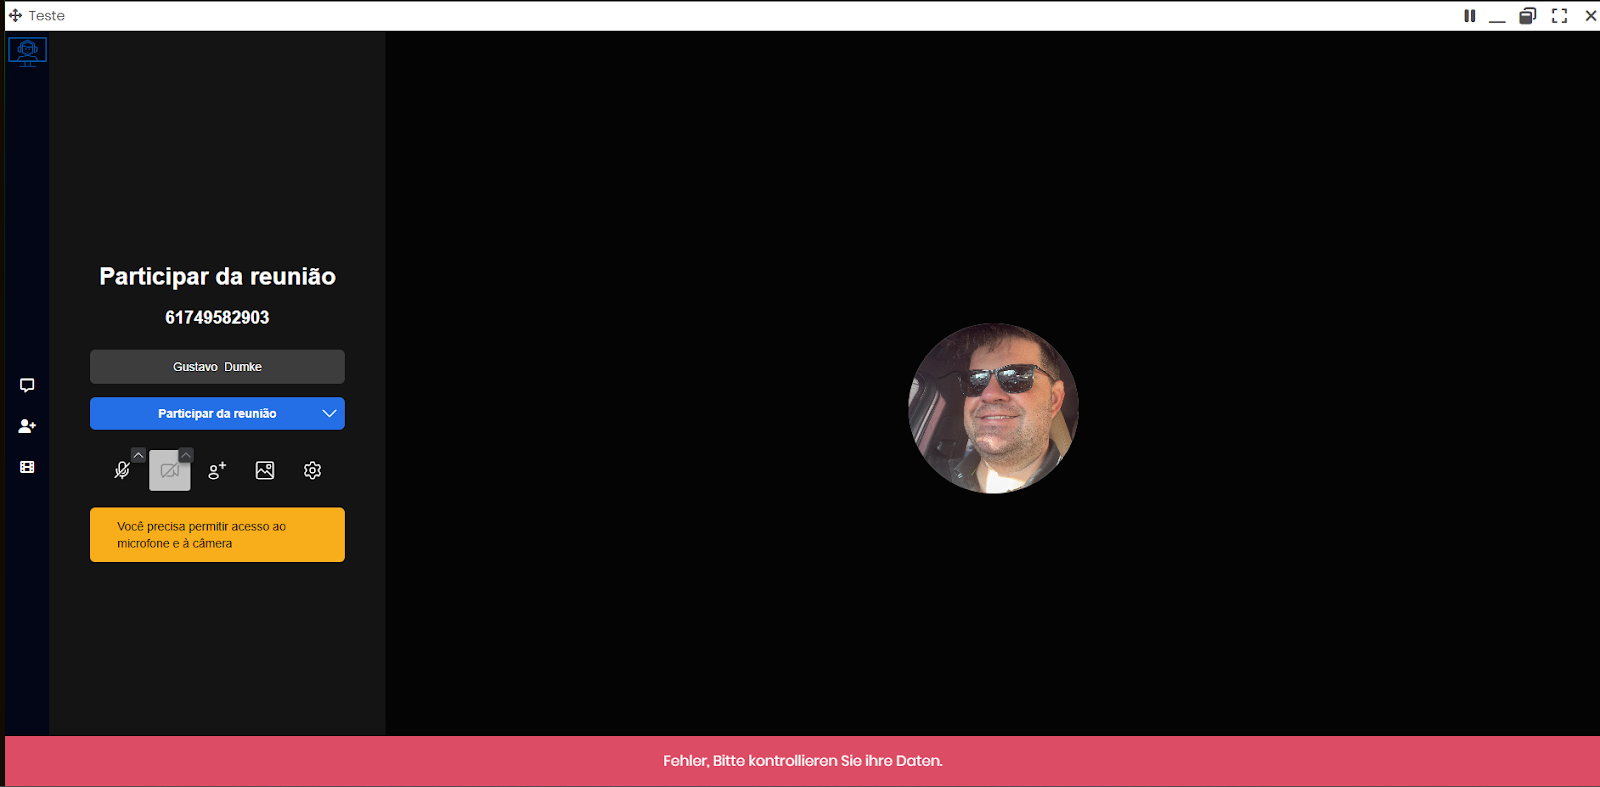 Teste
Participar da reunião
61749582903
Gustavo Dumke
Participar da reunião
Você precisa permitir acesso ao
microfone e à câmera
Fehler, Bitte kontrollieren Sie ihre Daten.